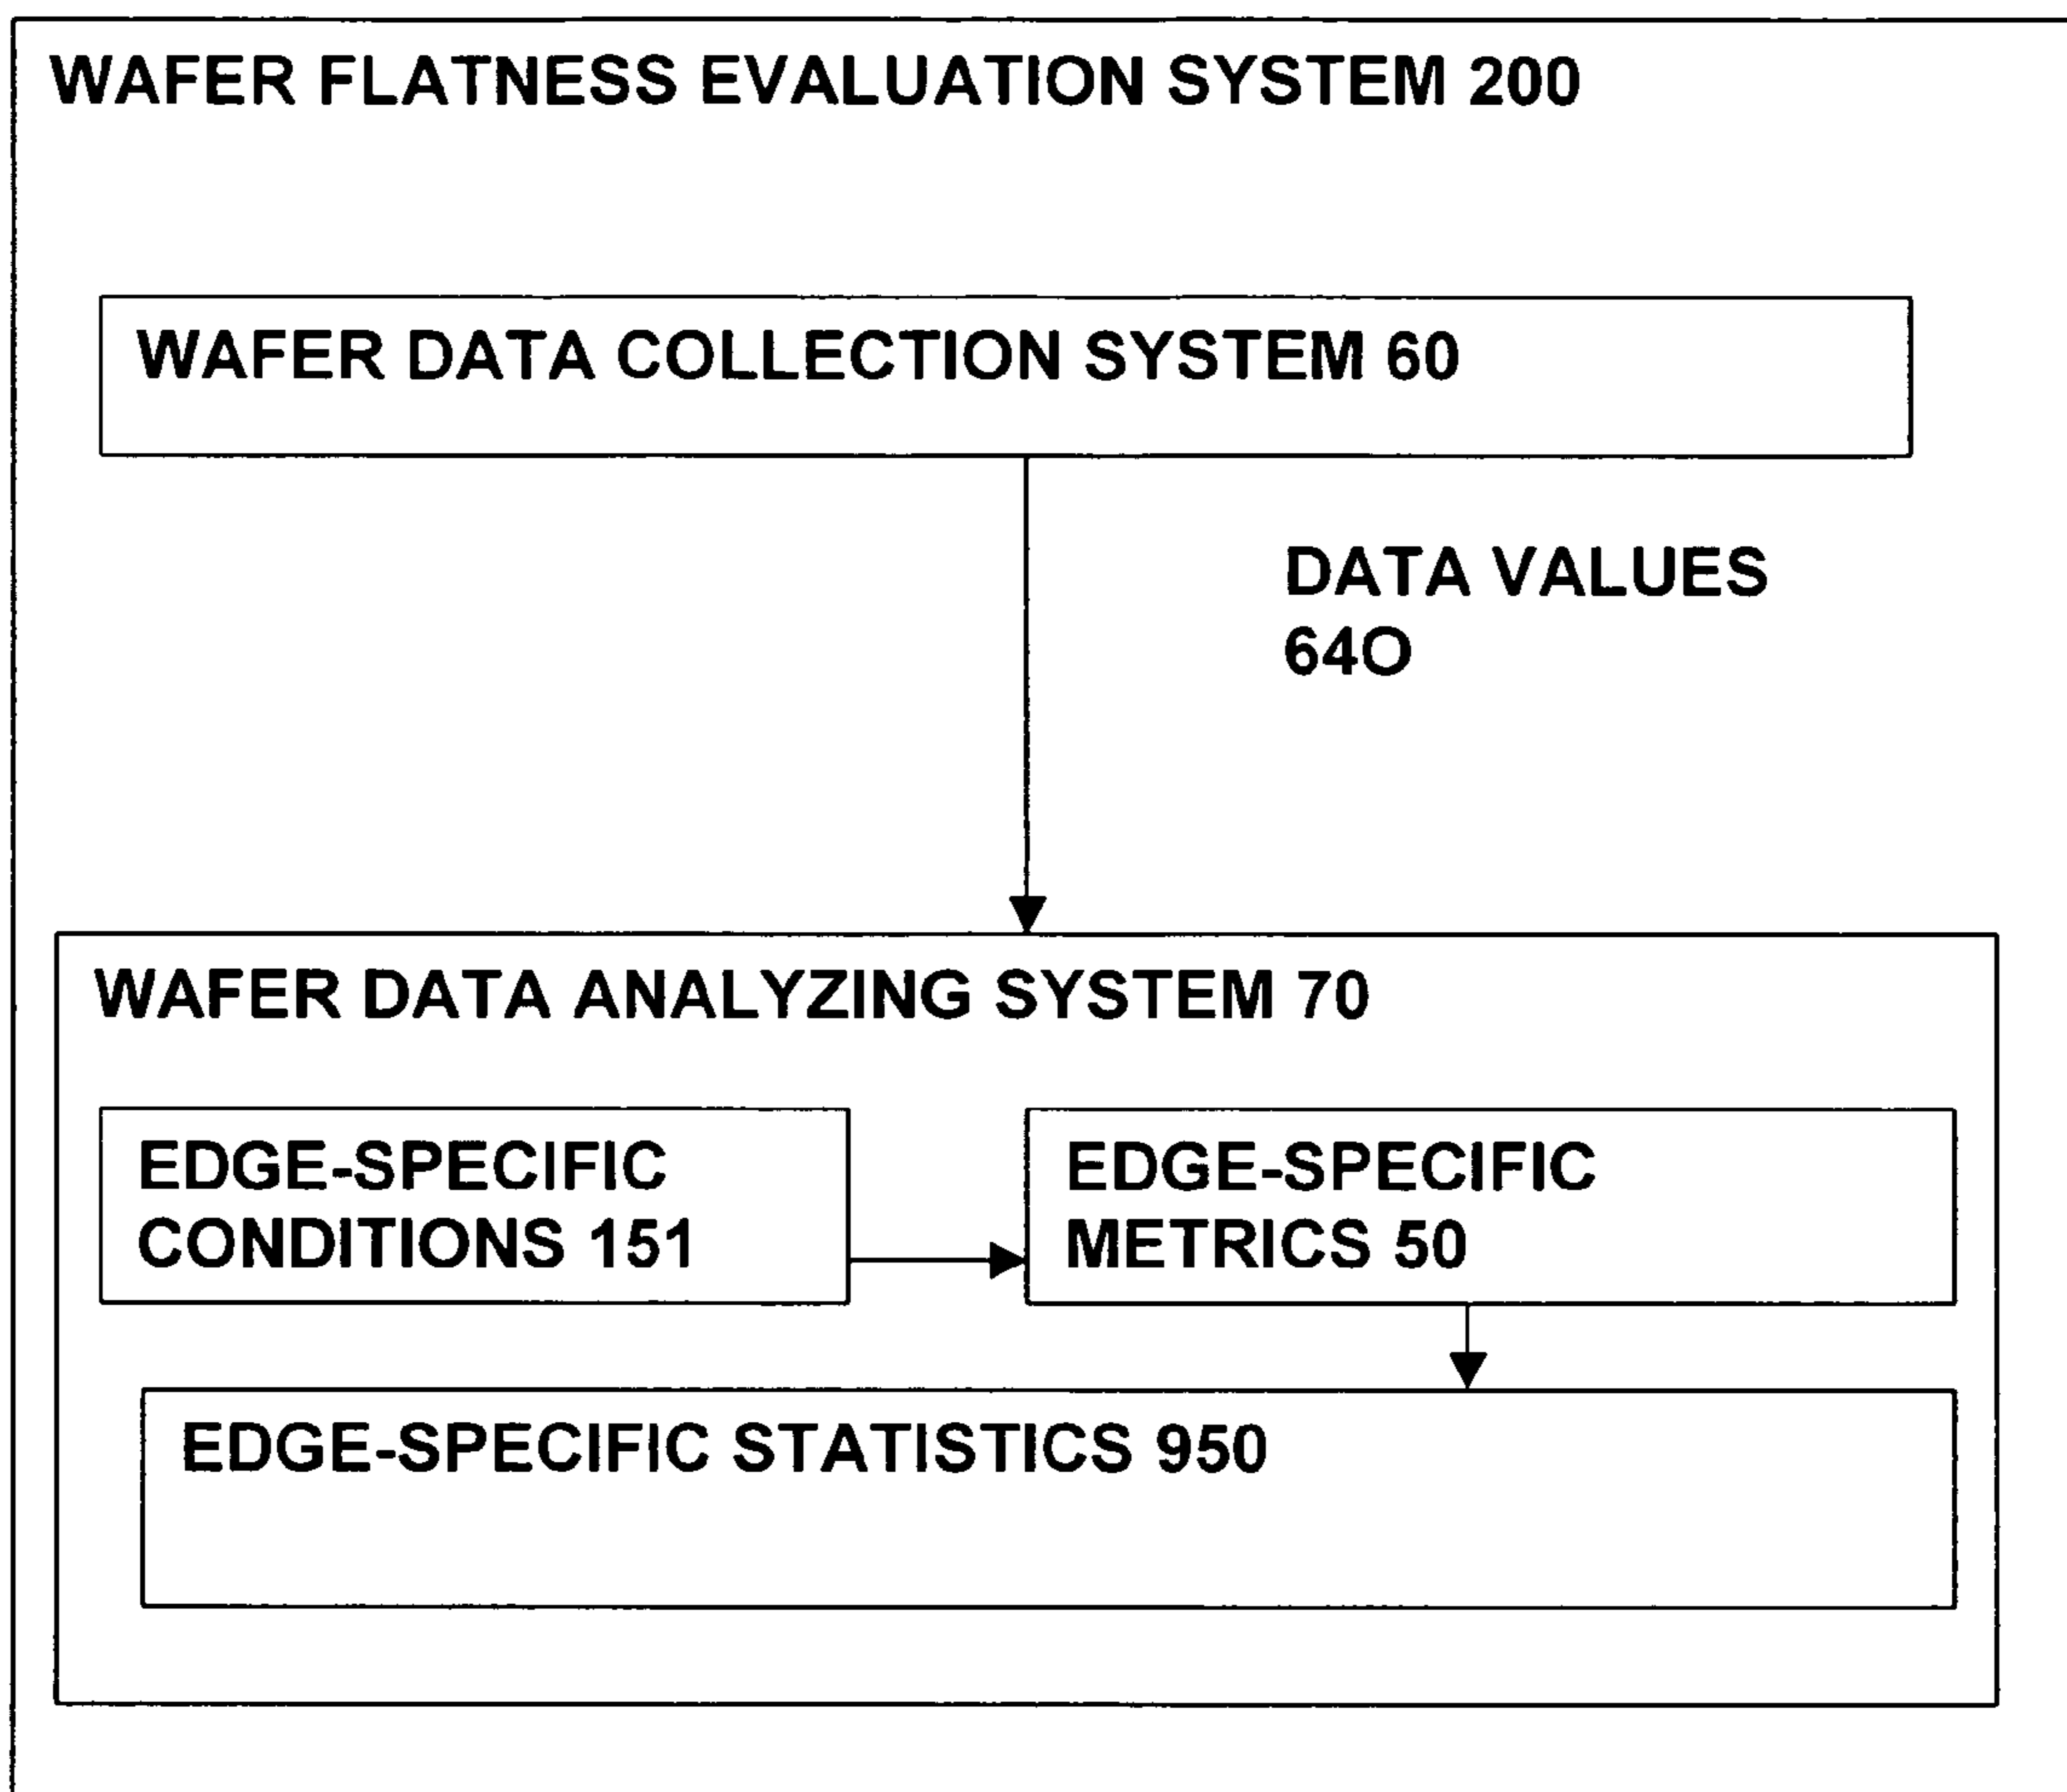 WAFER FLATNESS EVALUATION SYSTEM 200
WAFER DATA COLLECTION SYSTEM 60
DATA VALUES
64O
WAFER DATA ANALYZING SYSTEM 70
EDGE-SPECIFIC
CONDITIONS 151
EDGE-SPECIFIC
METRICS 50
EDGE-SPECIFIC STATISTICS 950